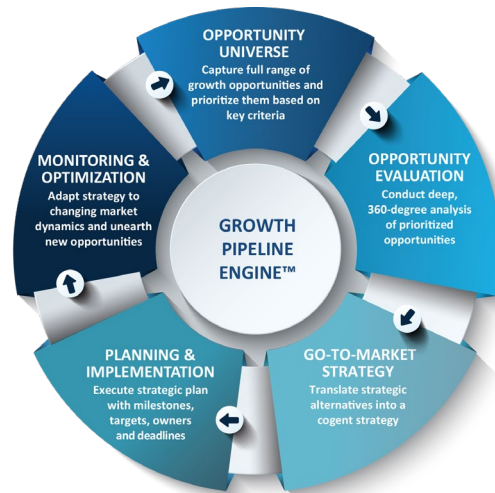 OPPORTUNITY
UNIVERSE
Capture full range of
growth opportunities and
prioritize them based on
key criteria
OPPORTUNITY
EVALUATION
Conduct deep,
360-degree analysis
of prioritized
opportunities
GO-TO-MARKET
STRATEGY
Translate strategic
alternatives into a
cogent strategy
PLANNING &
IMPLEMENTATION
Execute strategic plan
with milestones,
targets, owners
and deadlines
MONITORING &
OPTIMIZATION
Adapt strategy to
changing market
dynamics and unearth
new opportunities
GROWTH
PIPELINE
ENGINE™